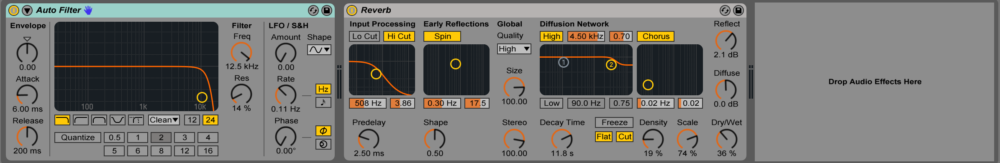 Auto Filter
Envelope
0.00
Attack
6.00 ms
Release
200 ms
100 1k 10k
Clean 12 24
Quantize 0.5 1 2 3 4
5 6 8 12 16
Filter
Freq
12.5 kHz
Res
14 %
LFO / S&H
Amount Shape
0.00
Rate
Hz
0.11 Hz
Phase
0.00°
Reverb
Input Processing
Lo Cut Hi Cut
508 Hz 3.86
Predelay
2.50 ms
Early Reflections
Spin
0.30 Hz 17.5
Shape
0.50
Global
Quality
High
Size
100.00
Stereo
100.00
Diffusion Network
High 4.50 kHz 0.70 Chorus
1 2
Low 90.0 Hz 0.75 0.02 Hz 0.02
Decay Time Freeze Density Scale
Flat Cut
11.8 s 19 % 74 %
Reflect
2.1 dB
Diffuse
0.0 dB
Dry/Wet
36 %
Drop Audio Effects Here